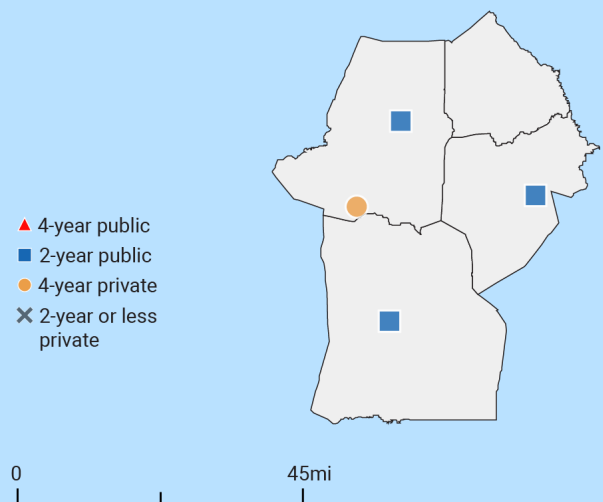 4-year public
2-year public
4-year private
2-year or less
private
0
45mi